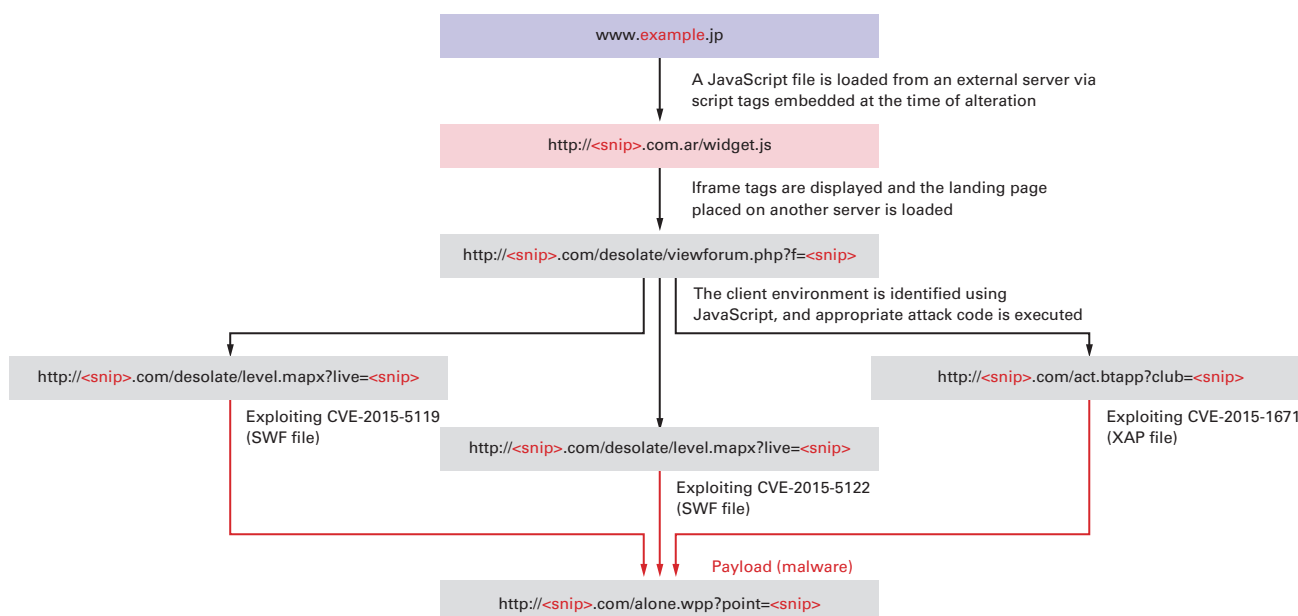 www.example.jp
A JavaScript file is loaded from an external server via
script tags embedded at the time of alteration
http://<snip>.com.ar/widget.js
Iframe tags are displayed and the landing page
placed on another server is loaded
http://<snip>.com/desolate/viewforum.php?f=<snip>
The client environment is identified using
JavaScript, and appropriate attack code is executed
http://<snip>.com/desolate/level.mapx?live=<snip>
http://<snip>.com/act.btapp?club=<snip>
Exploiting CVE-2015-5119
(SWF file)
Exploiting CVE-2015-1671
(XAP file)
http://<snip>.com/desolate/level.mapx?live=<snip>
Exploiting CVE-2015-5122
(SWF file)
Payload (malware)
http://<snip>.com/alone.wpp?point=<snip>